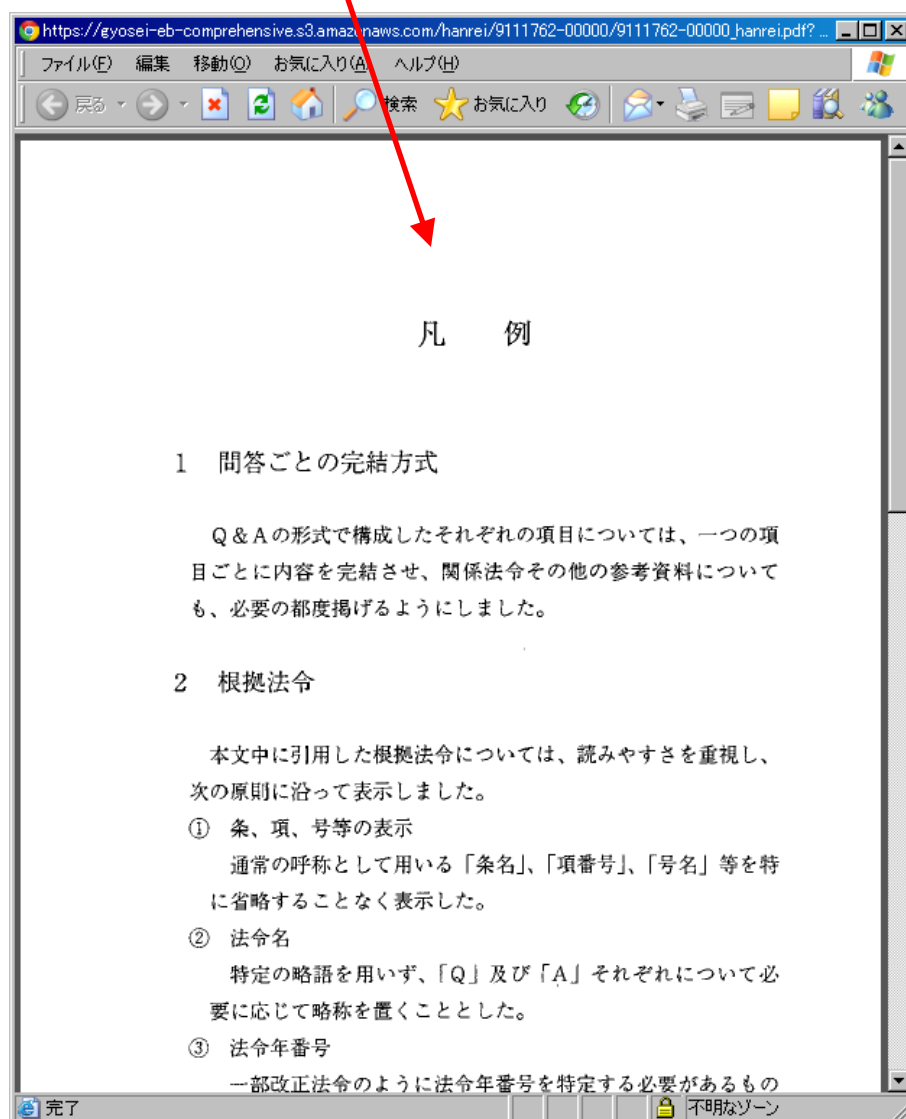 https://gyosei-eb-comprehensive.s3.amazonaws.com/hanrei/9111762-00000/9111762-00000_hanrei.pdf? ...
ファイル(F) 編集 移動(O) お気に入り(A) ヘルプ(H)
戻る 検索 お気に入り
凡 例
1 問答ごとの完結方式
Q&Aの形式で構成したそれぞれの項目については、一つの項
目ごとに内容を完結させ、関係法令その他の参考資料について
も、必要の都度掲げるようにしました。
2 根拠法令
本文中に引用した根拠法令については、読みやすさを重視し、
次の原則に沿って表示しました。
① 条、項、号等の表示
通常の呼称として用いる「条名」、「項番号」、「号名」等を特
に省略することなく表示した。
② 法令名
特定の略語を用いず、「Q」及び「A」それぞれについて必
要に応じて略称を置くこととした。
③ 法令年番号
一部改正法令のように法令年番号を特定する必要があるもの
完了 不明なゾーン